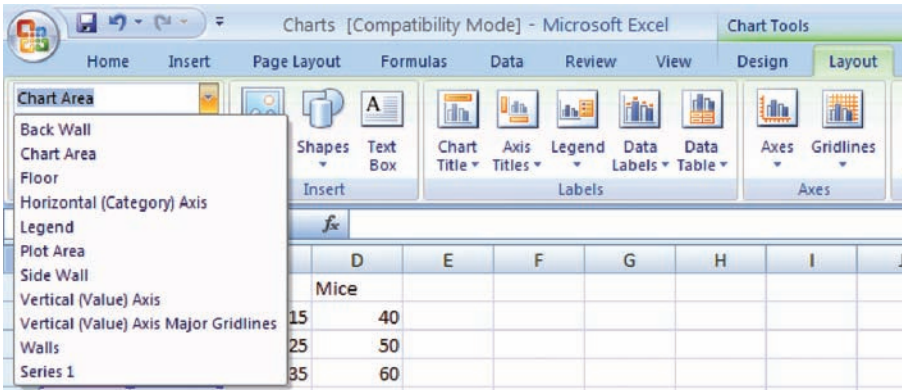 Charts [Compatibility Mode] - Microsoft Excel
Chart Tools
Home Insert Page Layout Formulas Data Review View Design Layout
Chart Area
Back Wall
Chart Area
Floor
Horizontal (Category) Axis
Legend
Plot Area
Side Wall
Vertical (Value) Axis
Vertical (Value) Axis Major Gridlines
Walls
Series 1
Shapes
Text
Box
Insert
Chart
Title
Axis
Titles
Legend
Data
Labels
Data
Table
Labels
Axes
Gridlines
Axes
fx
D E F G H I J
Mice
15 40
25 50
35 60